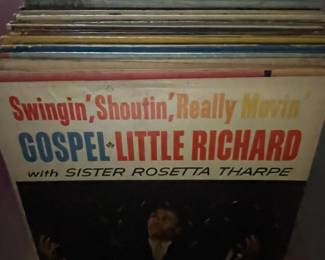 Swingin', Shoutin', Really Movin'
GOSPEL ★ LITTLE RICHARD
with SISTER ROSETTA THARPE